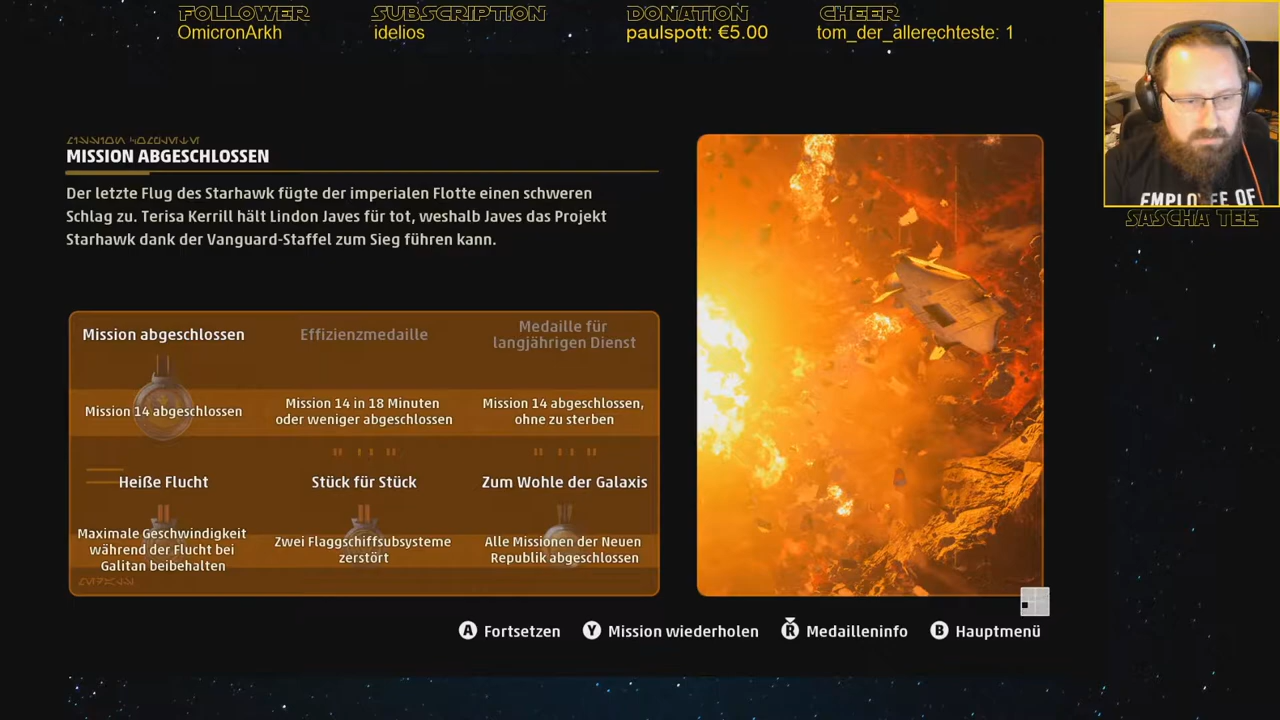 FOLLOWER
OmicronArkh
SUBSCRIPTION
idelios
DONATION
paulspott: €5.00
CHEER
tom_der_allerechteste: 1
EMPLOYEE OF
SASCHA TEE
MISSION ABGESCHLOSSEN
Der letzte Flug des Starhawk fügte der imperialen Flotte einen schweren
Schlag zu. Terisa Kerrill hält Lindon Javes für tot, weshalb Javes das Projekt
Starhawk dank der Vanguard-Staffel zum Sieg führen kann.
Mission abgeschlossen
Mission 14 abgeschlossen
Effizienzmedaille
Mission 14 in 18 Minuten
oder weniger abgeschlossen
Medaille für
langjährigen Dienst
Mission 14 abgeschlossen,
ohne zu sterben
Heiße Flucht
Maximale Geschwindigkeit
während der Flucht bei
Galitan beibehalten
Stück für Stück
Zwei Flaggschiffsubsysteme
zerstört
Zum Wohle der Galaxis
Alle Missionen der Neuen
Republik abgeschlossen
A Fortsetzen
Y Mission wiederholen
R Medailleninfo
B Hauptmenü